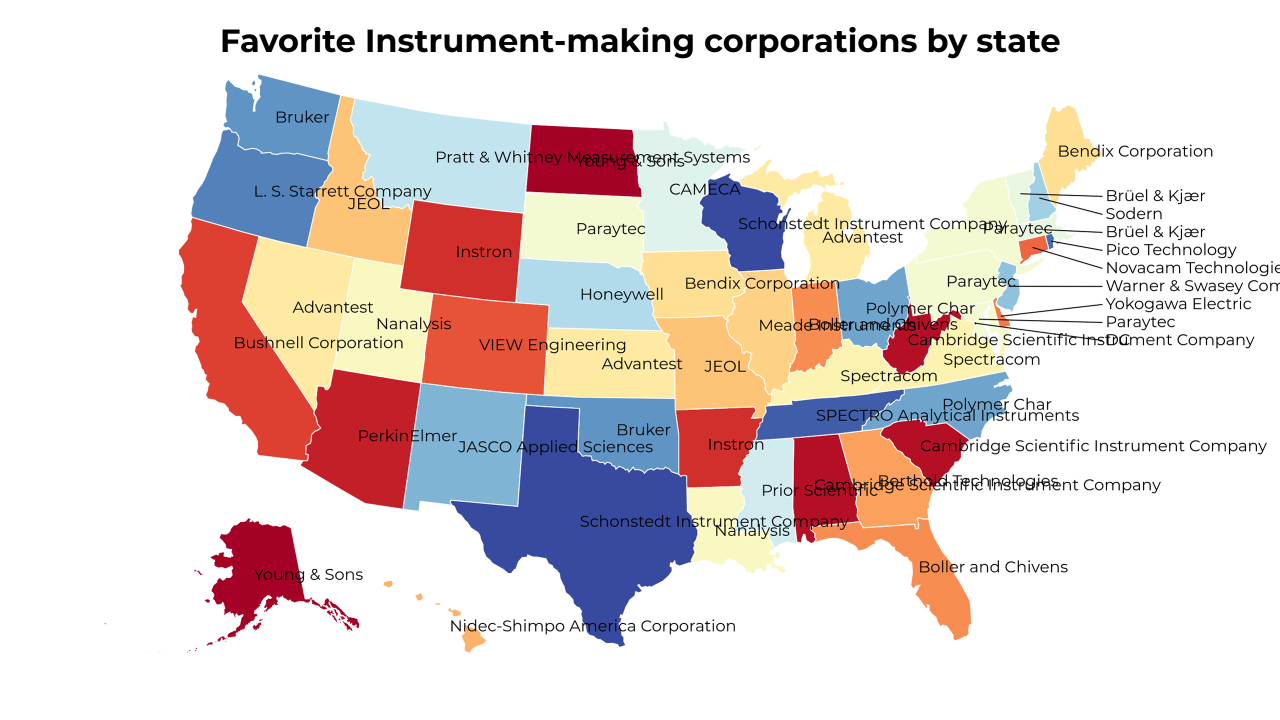 Favorite Instrument-making corporations by state
Bruker
Bendix Corporation
Pratt & Whitney Measurement Systems
Young & Sons
CAMECA
L. S. Starrett Company
JEOL
Brüel & Kjær
Sodern
Schonstedt Instrument Company
Paraytec
Paraytec
Brüel & Kjær
Advantest
Pico Technology
Instron
Novacam Technologie
Bendix Corporation
Paraytec
Warner & Swasey Com
Honeywell
Yokogawa Electric
Advantest
Polymer Char
Nanalysis
Meade Instruments
Boller and Chivens
Paraytec
Bushnell Corporation
VIEW Engineering
Cambridge Scientific Instrument Company
DC
Spectracom
Advantest
JEOL
Spectracom
Polymer Char
SPECTRO Analytical Instruments
PerkinElmer
JASCO Applied Sciences
Bruker
Instron
Cambridge Scientific Instrument Company
Berthold Technologies
Prior Scientific
Cambridge Scientific Instrument Company
Schonstedt Instrument Company
Nanalysis
Boller and Chivens
Young & Sons
Nidec-Shimpo America Corporation